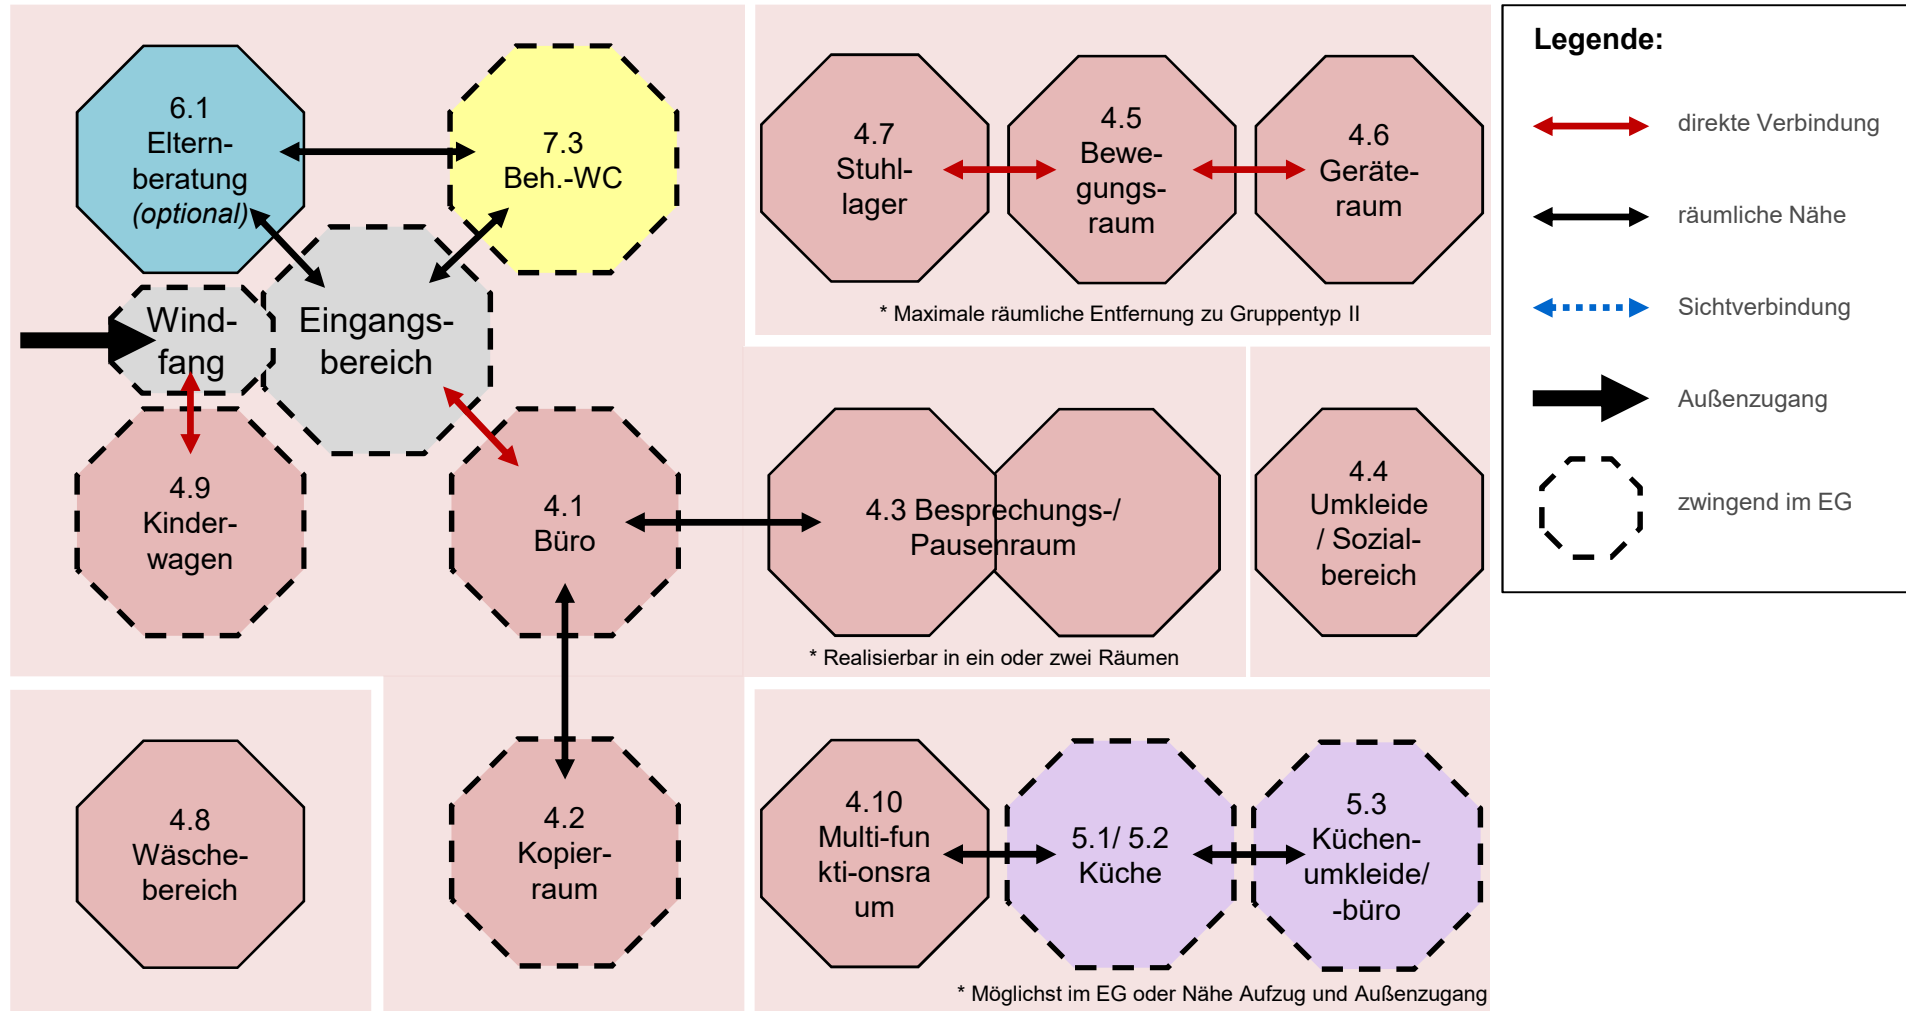 6.1
Eltern-
beratung
(optional)
7.3
Beh.-WC
Wind-
fang
Eingangs-
bereich
4.9
Kinder-
wagen
4.1
Büro
4.7
Stuhl-
lager
4.5
Bewe-
gungs-
raum
4.6
Geräte-
raum
* Maximale räumliche Entfernung zu Gruppentyp II
4.3 Besprechungs-/
Pausenraum
* Realisierbar in ein oder zwei Räumen
4.4
Umkleide
/ Sozial-
bereich
4.8
Wäsche-
bereich
4.2
Kopier-
raum
4.10
Multi-fun
kti-onsra
um
5.1/ 5.2
Küche
5.3
Küchen-
umkleide/
-büro
* Möglichst im EG oder Nähe Aufzug und Außenzugang
Legende:
direkte Verbindung
räumliche Nähe
Sichtverbindung
Außenzugang
zwingend im EG